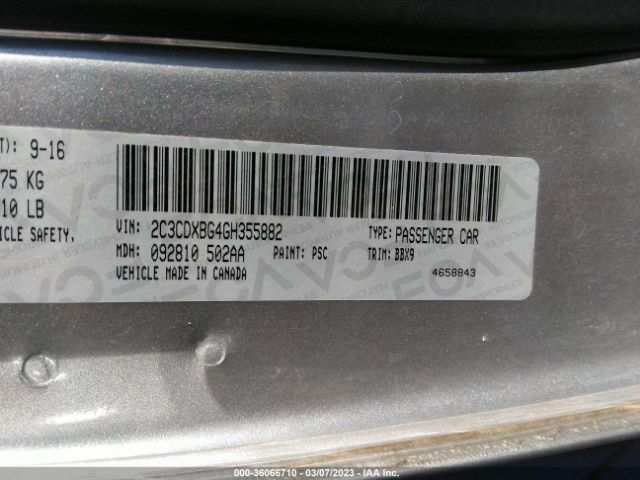 T): 9-16
75 KG
10 LB
HICLE SAFETY,
VIN: 2C3CDXBG4GH355882
TYPE: PASSENGER CAR
MDH: 092810 502AA
PAINT: PSC
TRIM: BBX9
VEHICLE MADE IN CANADA
4658843
000-36066710 — 03/07/2023 — IAA Inc.